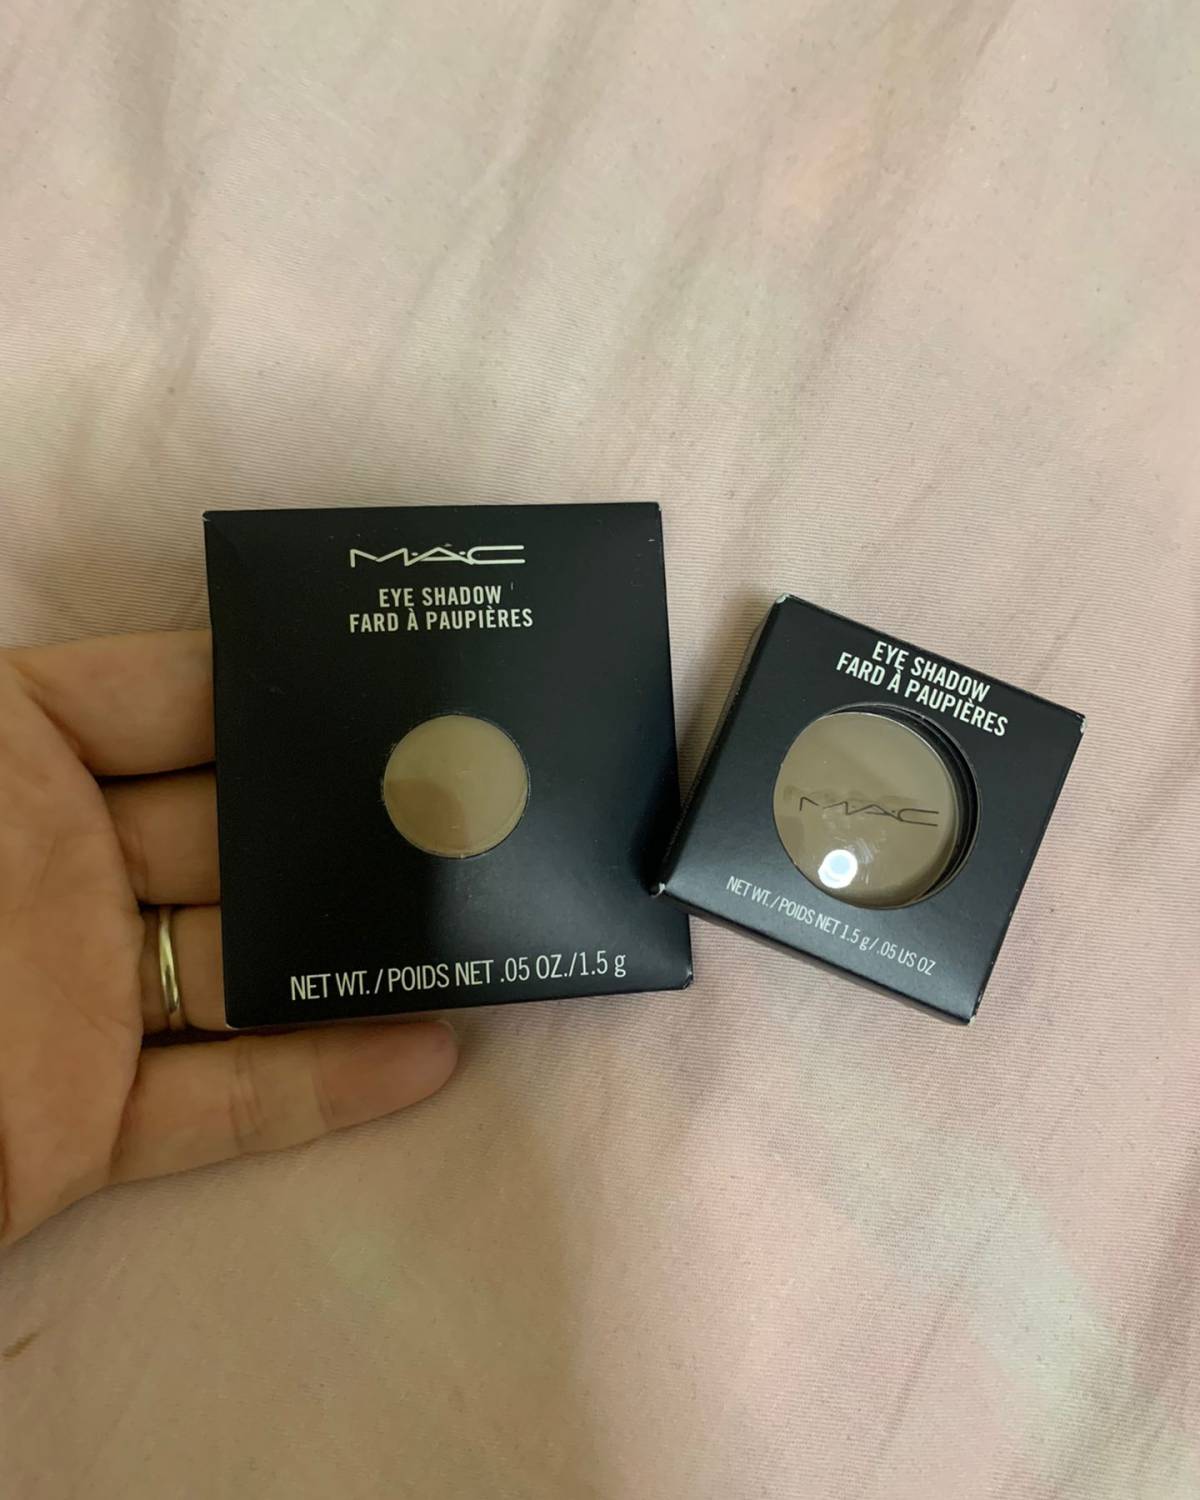 M·A·C
EYE SHADOW
FARD À PAUPIÈRES
NET WT. / POIDS NET .05 OZ./1.5 g
EYE SHADOW
FARD À PAUPIÈRES
M·A·C
NET WT. / POIDS NET 1.5 g / .05 US OZ